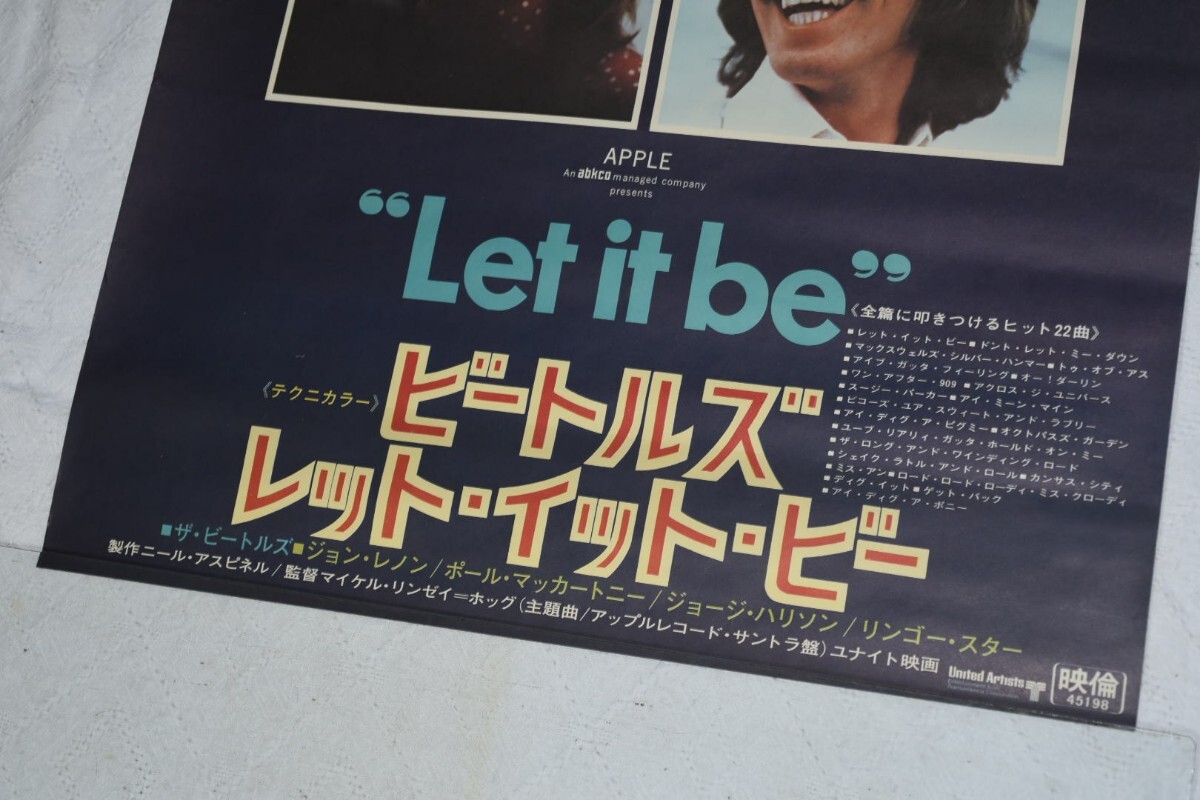 APPLE
An abkco managed company
presents
“Let it be”
《全篇に叩きつけるヒット22曲》
■レット・イット・ビー■ドント・レット・ミー・ダウン
■マックスウェルズ・シルバー・ハンマー■トゥ・オブ・アス
■アイブ・ガッタ・フィーリング■オー！ダーリン
■ワン・アフター・909 ■アクロス・ジ・ユニバース
■スージー・パーカー■アイ・ミーン・マイン
■ビコーズ・ユア・スウィート・アンド・ラブリー
■アイ・ディグ・ア・ピグミー■オクトパスズ・ガーデン
■ユーブ・リアリィ・ガッタ・ホールド・オン・ミー
■ザ・ロング・アンド・ワインディング・ロード
■シェイク・ラトル・アンド・ロール■カンサス・シティ
■ミス・アン■ロード・ロード・ローディ・ミス・クローディ
■ディグ・イット■ゲット・バック
■アイ・ディグ・ア・ポニー
《テクニカラー》
ビートルズ
レット・イット・ビー
■ザ・ビートルズ■ジョン・レノン/ポール・マッカートニー/ジョージ・ハリソン/リンゴー・スター
製作ニール・アスピネル/監督マイケル・リンゼイ＝ホッグ(主題曲/アップルレコード・サントラ盤)ユナイト映画
United Artists
映倫
45198